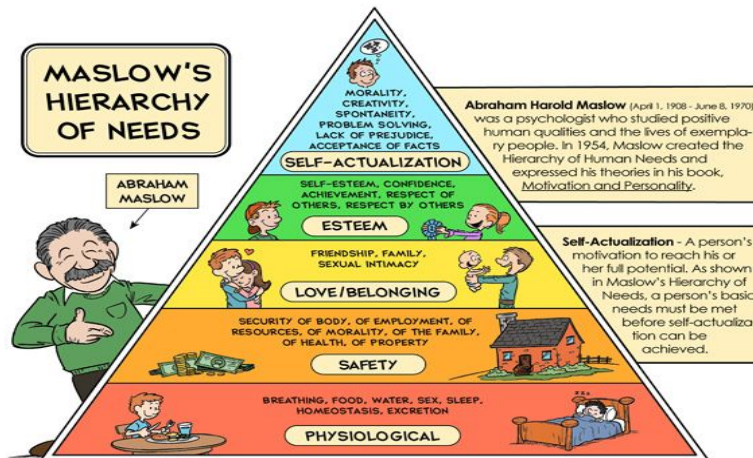 MASLOW'S
HIERARCHY
OF NEEDS
ABRAHAM
MASLOW
MORALITY,
CREATIVITY,
SPONTANEITY,
PROBLEM SOLVING,
LACK OF PREJUDICE,
ACCEPTANCE OF FACTS
SELF-ACTUALIZATION
SELF-ESTEEM, CONFIDENCE,
ACHIEVEMENT, RESPECT OF
OTHERS, RESPECT BY OTHERS
ESTEEM
FRIENDSHIP, FAMILY,
SEXUAL INTIMACY
LOVE/BELONGING
SECURITY OF BODY, OF EMPLOYMENT, OF
RESOURCES, OF MORALITY, OF THE FAMILY,
OF HEALTH, OF PROPERTY
SAFETY
BREATHING, FOOD, WATER, SEX, SLEEP,
HOMEOSTASIS, EXCRETION
PHYSIOLOGICAL
Abraham Harold Maslow (April 1, 1908 - June 8, 1970)
was a psychologist who studied positive
human qualities and the lives of exempla-
ry people. In 1954, Maslow created the
Hierarchy of Human Needs and
expressed his theories in his book,
Motivation and Personality.
Self-Actualization - A person's
motivation to reach his or
her full potential. As shown
in Maslow's Hierarchy of
Needs, a person's basic
needs must be met
before self-actualiza
tion can be
achieved.